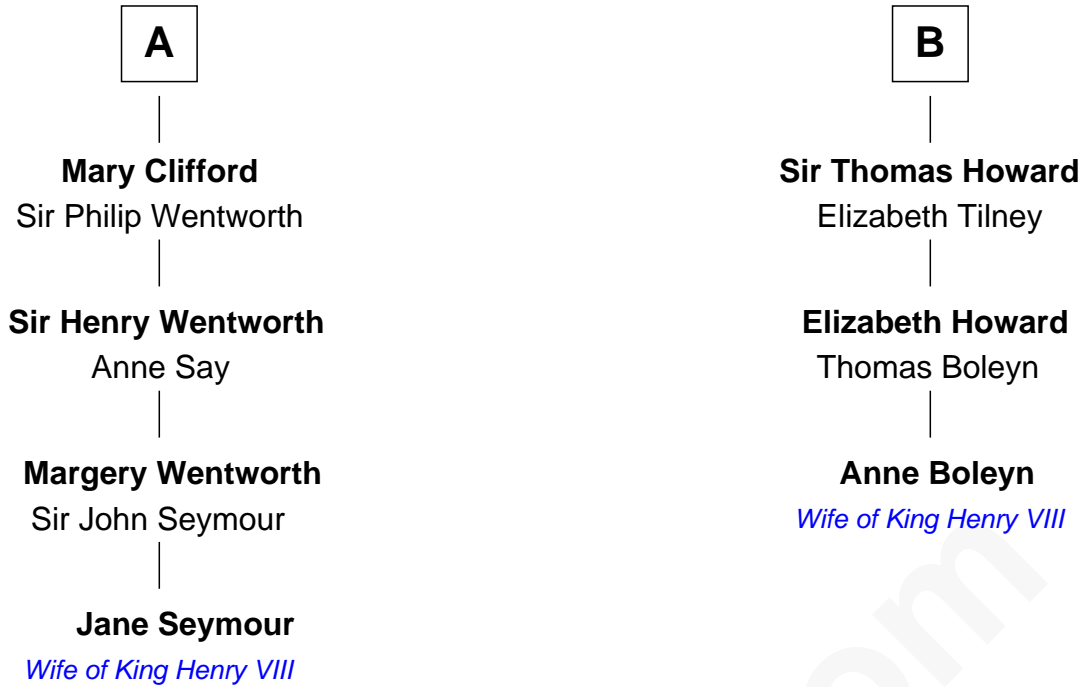 A
Mary Clifford
Sir Philip Wentworth
Sir Henry Wentworth
Anne Say
Margery Wentworth
Sir John Seymour
Jane Seymour
Wife of King Henry VIII
B
Sir Thomas Howard
Elizabeth Tilney
Elizabeth Howard
Thomas Boleyn
Anne Boleyn
Wife of King Henry VIII
om